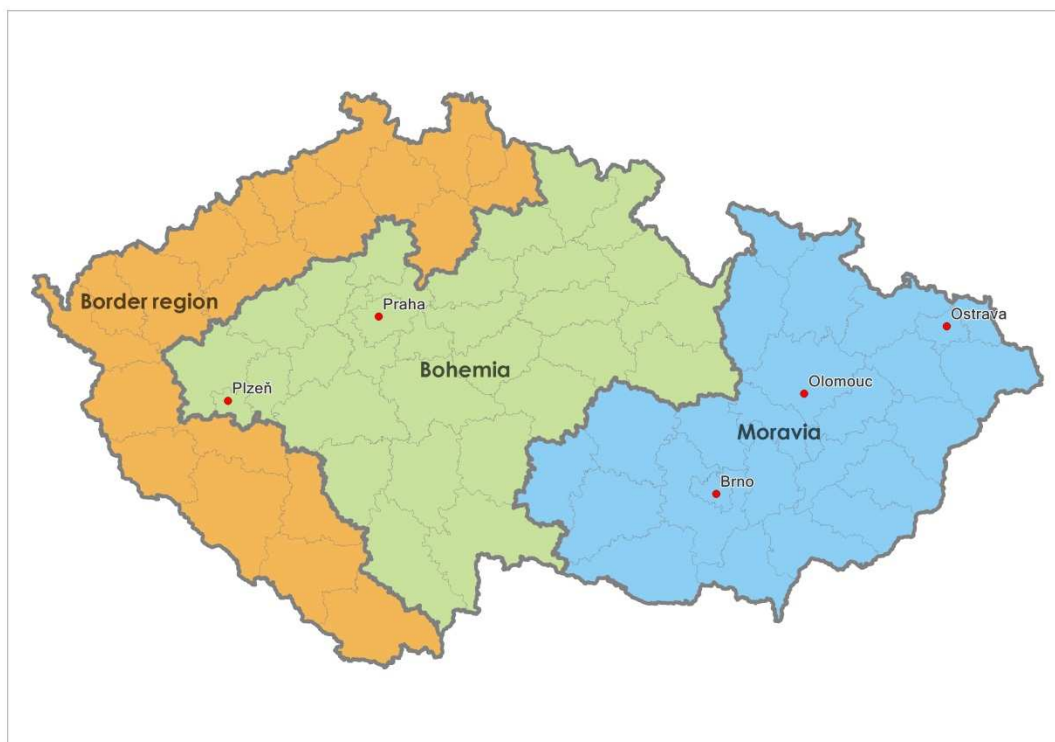 Border region
Praha
Ostrava
Bohemia
Plzeň
Olomouc
Moravia
Brno